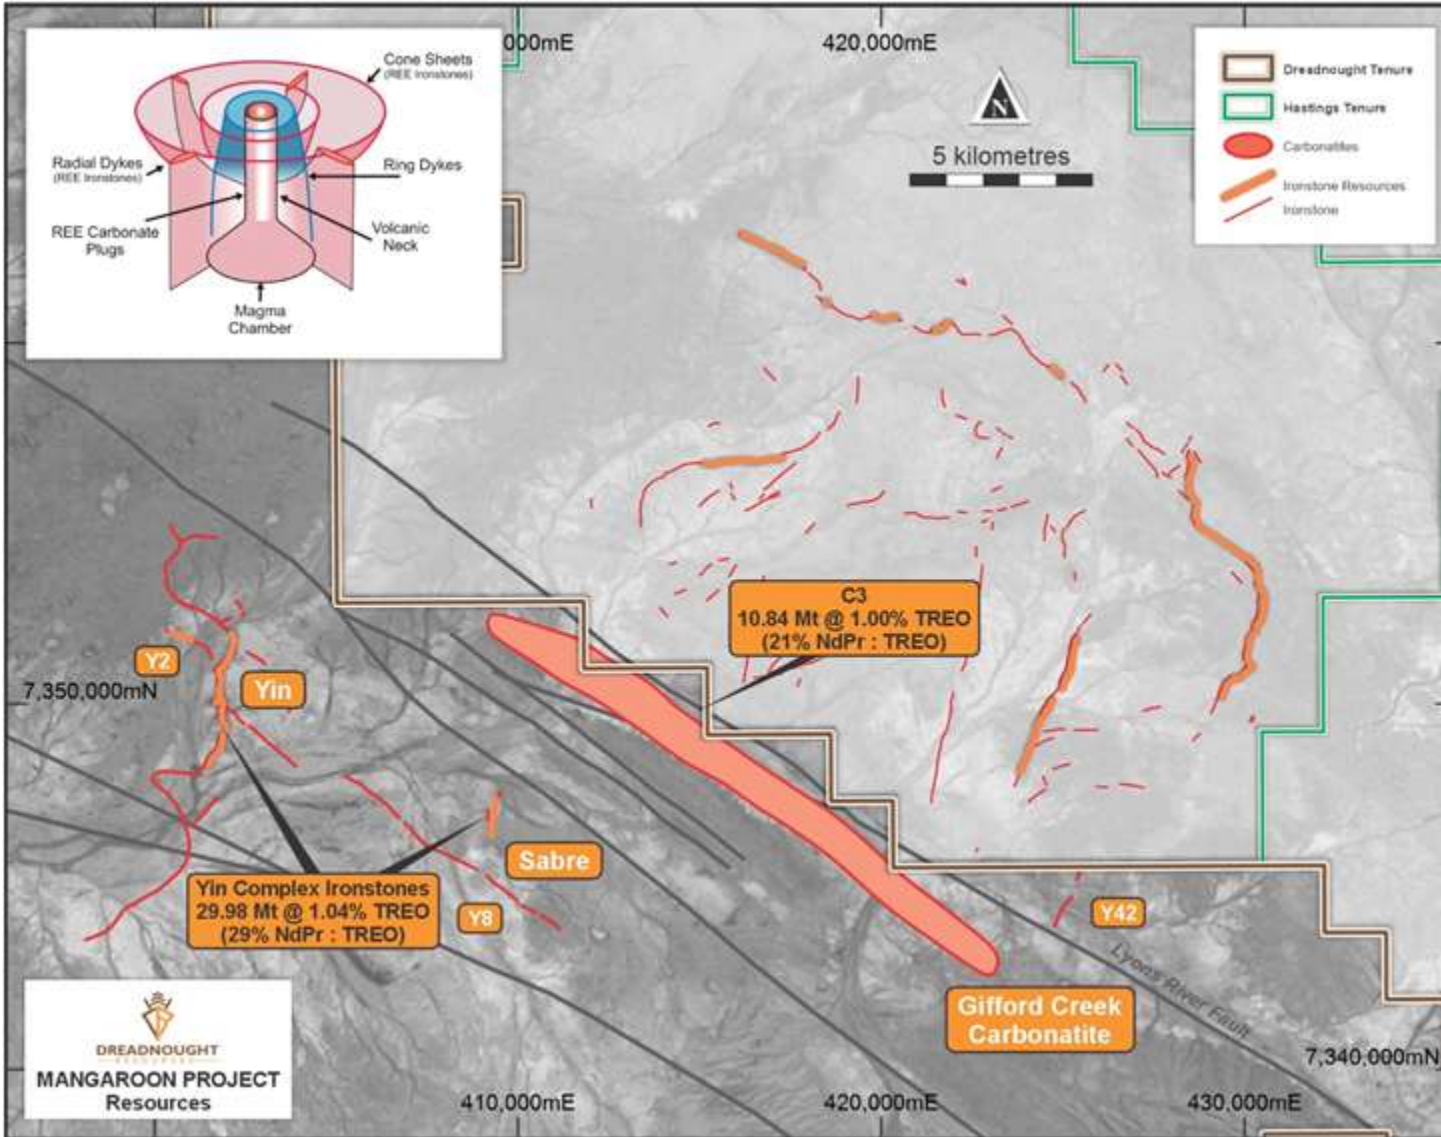 000mE
420,000mE
Cone Sheets
(REE Ironstones)
Radial Dykes
(REE Ironstones)
Ring Dykes
REE Carbonate
Plugs
Volcanic
Neck
Magma
Chamber
N
5 kilometres
Dreadnought Tenure
Hastings Tenure
Carbonatites
Ironstone Resources
Ironstone
C3
10.84 Mt @ 1.00% TREO
(21% NdPr : TREO)
Y2
Yin
7,350,000mN
Sabre
Yin Complex Ironstones
29.98 Mt @ 1.04% TREO
(29% NdPr : TREO)
Y8
Y42
Lyons River Fault
Gifford Creek
Carbonatite
DREADNOUGHT
RESOURCES
MANGAROON PROJECT
Resources
7,340,000mN
410,000mE
420,000mE
430,000mE